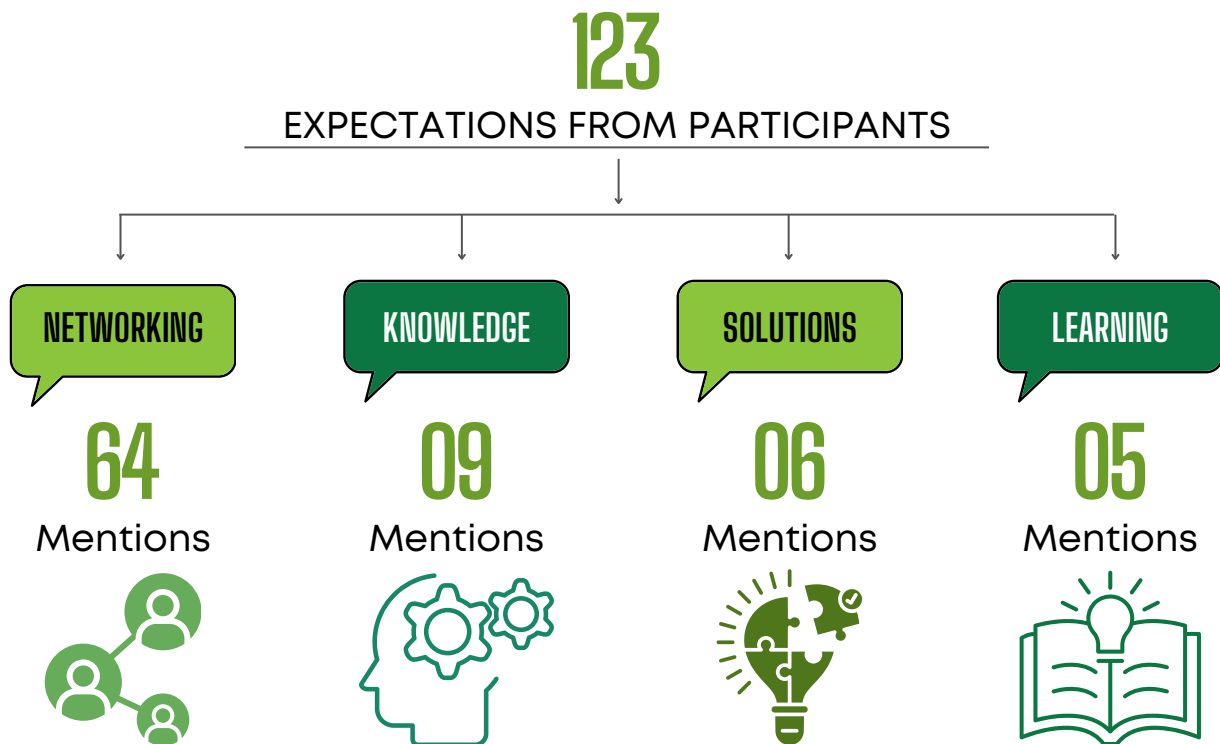 123
EXPECTATIONS FROM PARTICIPANTS
NETWORKING
KNOWLEDGE
SOLUTIONS
LEARNING
64
09
06
05
Mentions
Mentions
Mentions
Mentions